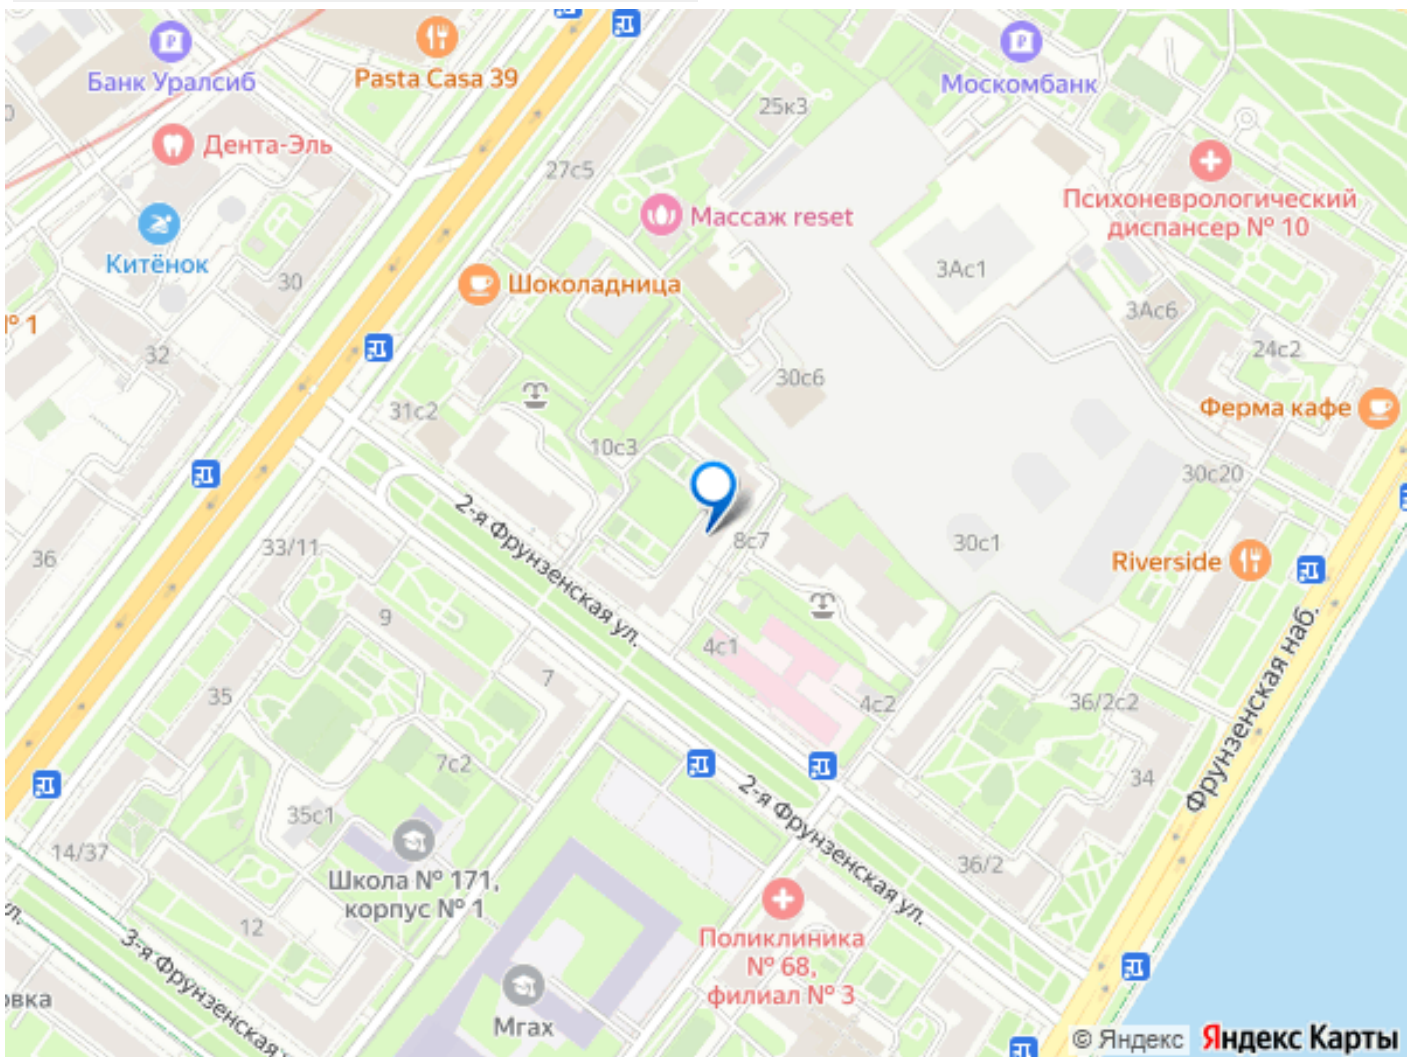 Банк Уралсиб
Pasta Casa 39
Москомбанк
25к3
Дента-Эль
27с5
Психоневрологический
диспансер № 10
Массаж reset
Китёнок
30
Шоколадница
3Ас1
3Ас6
№ 1
32
24с2
30с6
31с2
Ферма кафе
10с3
30с20
2-я Фрунзенская ул.
36
33/11
8с7
30с1
Riverside
9
4с1
7
35
4с2
36/2с2
Фрунзенская наб.
7с2
34
2-я Фрунзенская ул.
35с1
14/37
36/2
Школа № 171,
корпус № 1
12
3-я Фрунзенская
ул.
Поликлиника
№ 68,
филиал № 3
овка
Мгах
© Яндекс Яндекс Карты